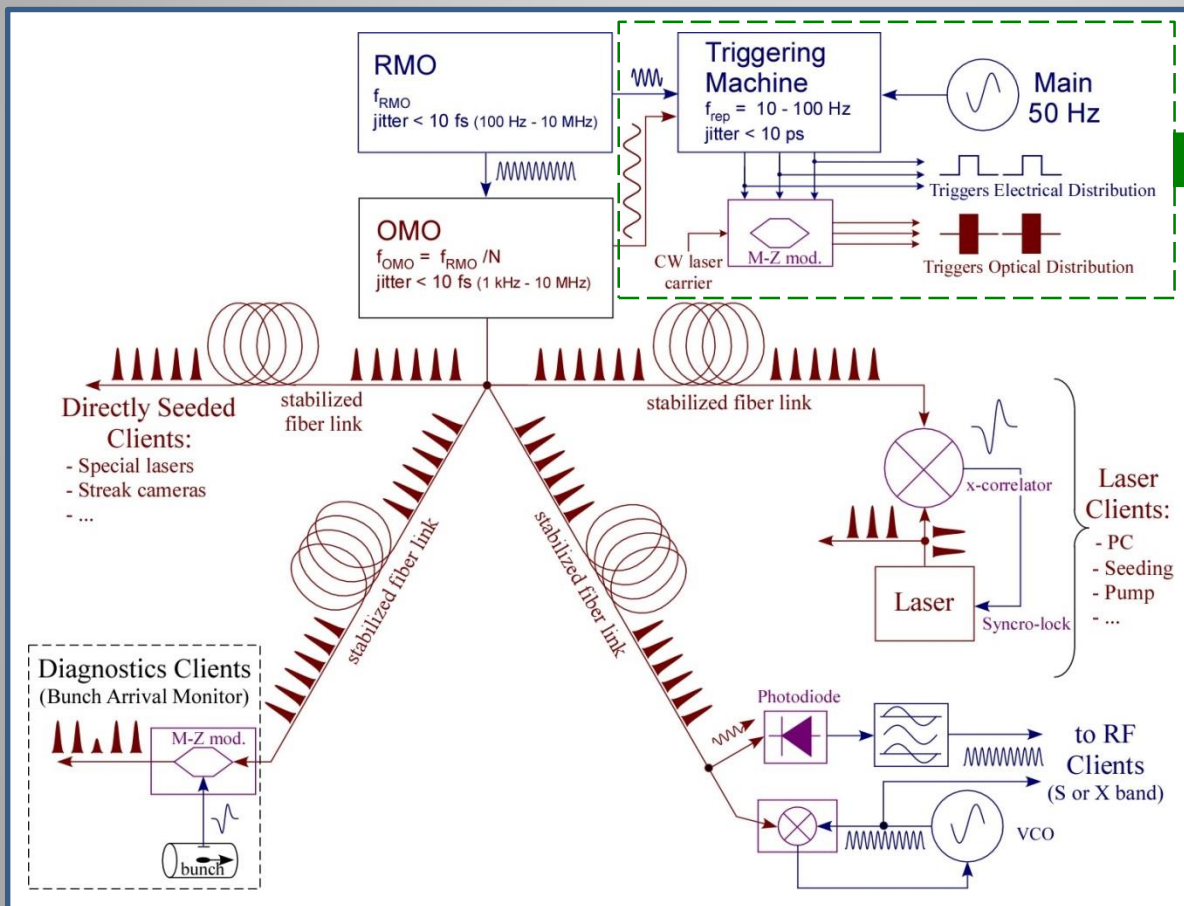 RMO
f_RMO
jitter < 10 fs (100 Hz - 10 MHz)
Triggering
Machine
f_rep = 10 - 100 Hz
jitter < 10 ps
Main
50 Hz
Triggers Electrical Distribution
OMO
f_OMO = f_RMO /N
jitter < 10 fs (1 kHz - 10 MHz)
M-Z mod.
CW laser
carrier
Triggers Optical Distribution
stabilized
fiber link
stabilized fiber link
Directly Seeded
Clients:
- Special lasers
- Streak cameras
- ...
stabilized fiber link
stabilized fiber link
x-correlator
Laser
Syncro-lock
Laser
Clients:
- PC
- Seeding
- Pump
- ...
Diagnostics Clients
(Bunch Arrival Monitor)
M-Z mod.
bunch
Photodiode
to RF
Clients
(S or X band)
VCO